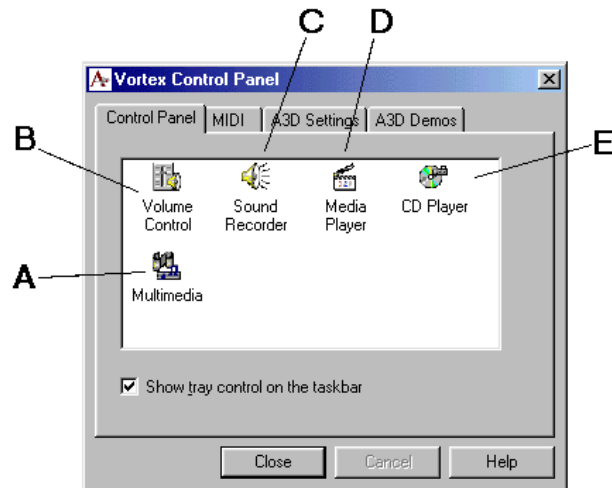 C D
Vortex Control Panel
Control Panel MIDI A3D Settings A3D Demos
B E
Volume Control Sound Recorder Media Player CD Player
A
Multimedia
Show tray control on the taskbar
Close Cancel Help